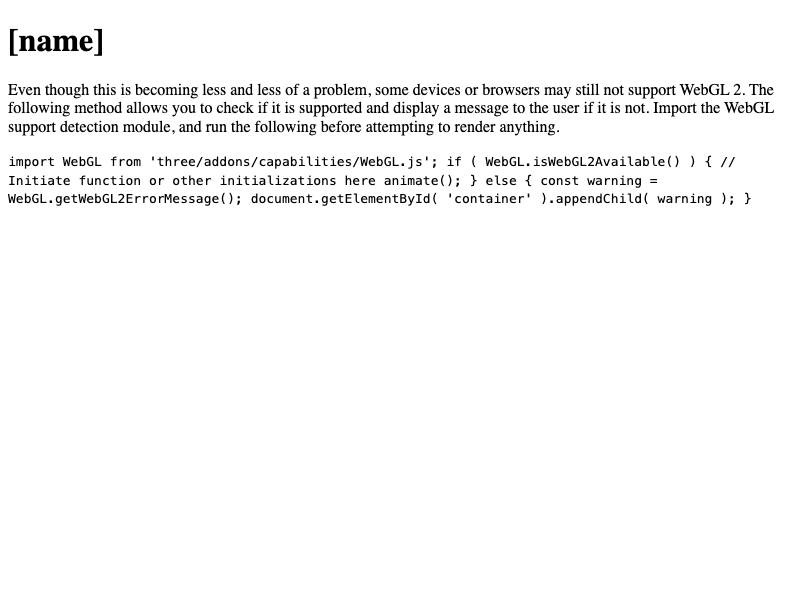 [name]
Even though this is becoming less and less of a problem, some devices or browsers may still not support WebGL 2. The
following method allows you to check if it is supported and display a message to the user if it is not. Import the WebGL
support detection module, and run the following before attempting to render anything.
import WebGL from 'three/addons/capabilities/WebGL.js'; if ( WebGL.isWebGL2Available() ) { //
Initiate function or other initializations here animate(); } else { const warning =
WebGL.getWebGL2ErrorMessage(); document.getElementById( 'container' ).appendChild( warning ); }